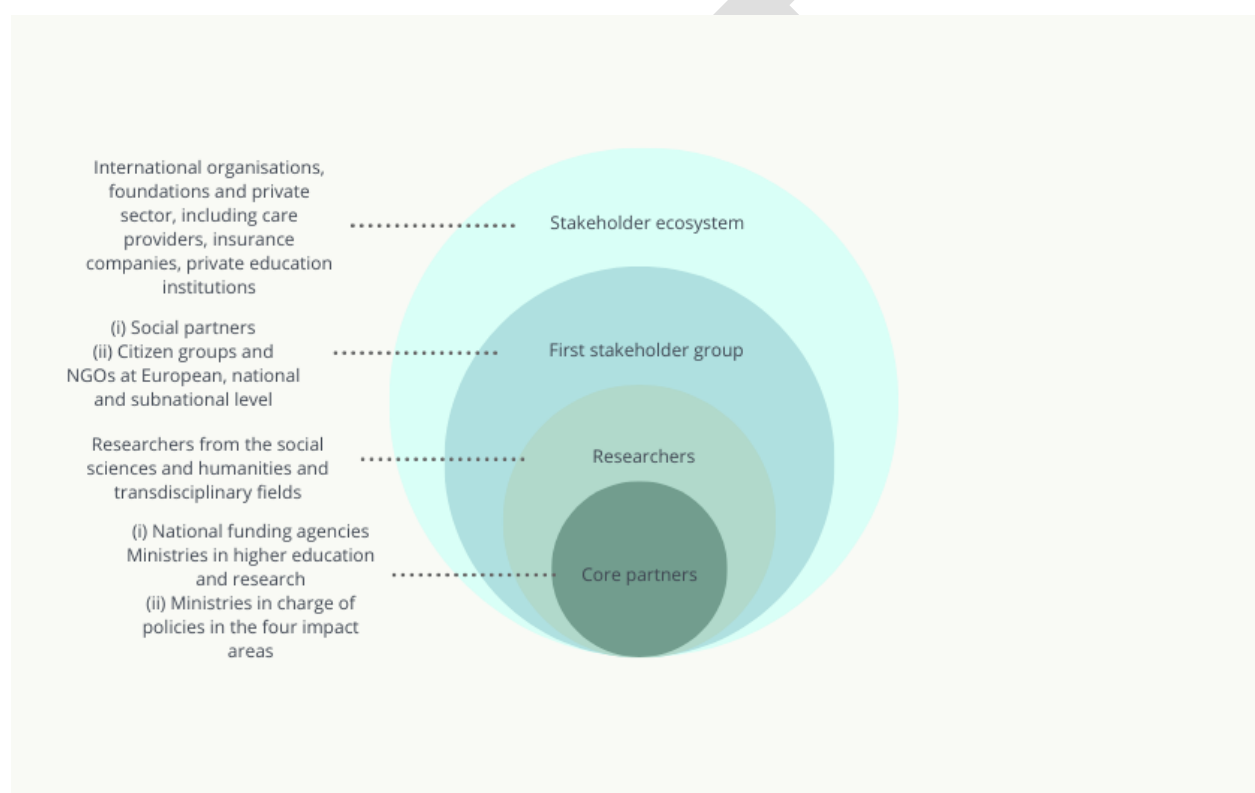 International organisations,
foundations and private
sector, including care
providers, insurance
companies, private education
institutions
Stakeholder ecosystem
(i) Social partners
(ii) Citizen groups and
NGOs at European, national
and subnational level
First stakeholder group
Researchers from the social
sciences and humanities and
transdisciplinary fields
Researchers
(i) National funding agencies
Ministries in higher education
and research
(ii) Ministries in charge of
policies in the four impact
areas
Core partners